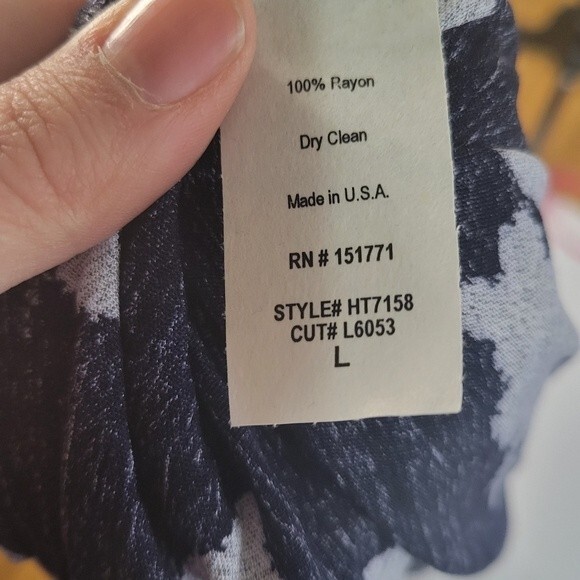 100% Rayon
Dry Clean
Made in U.S.A.
RN # 151771
STYLE# HT7158
CUT# L6053
L